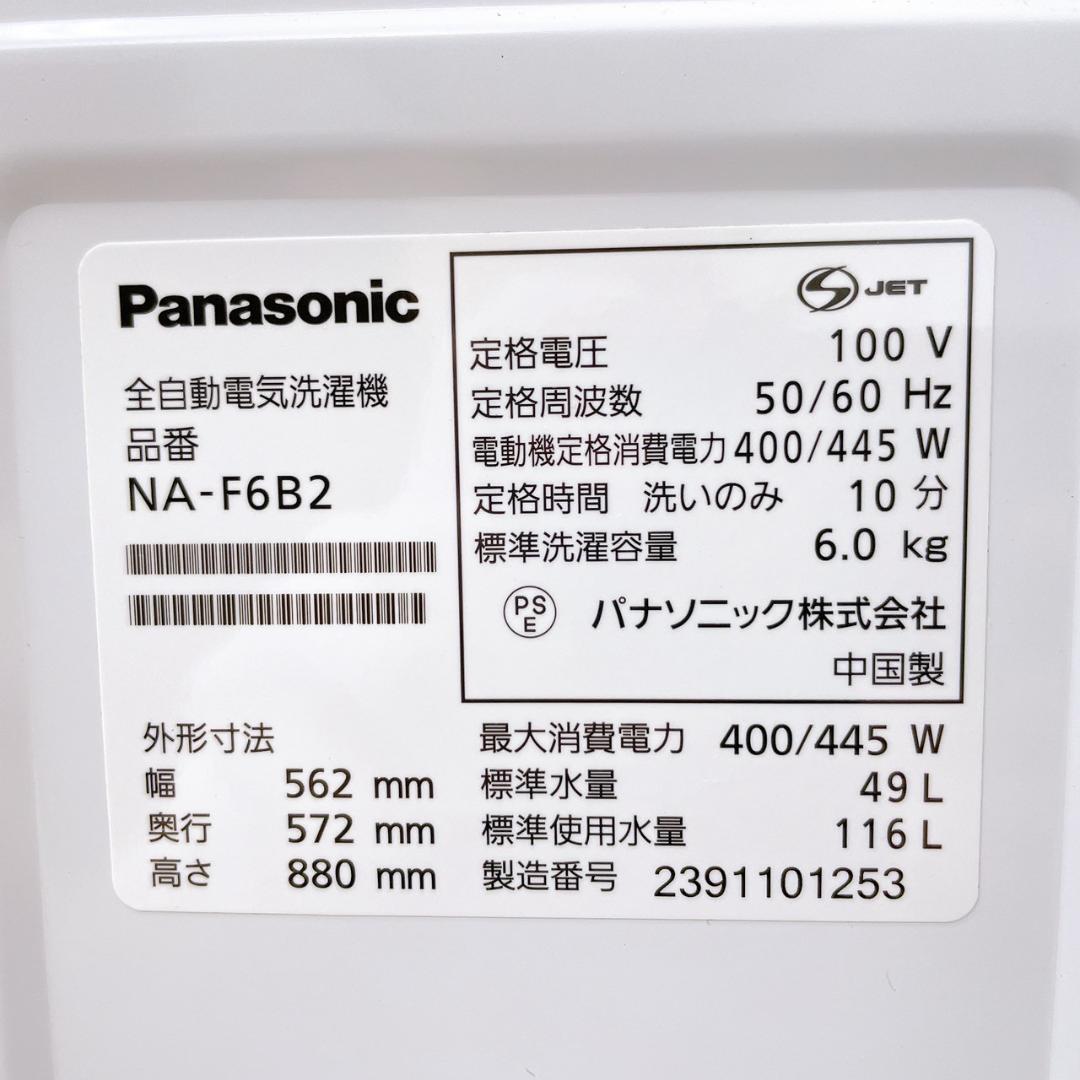 Panasonic
全自動電気洗濯機
品番
NA-F6B2
S JET
定格電圧 100 V
定格周波数 50/60 Hz
電動機定格消費電力 400/445 W
定格時間 洗いのみ 10 分
標準洗濯容量 6.0 kg
PS
E
パナソニック株式会社
中国製
外形寸法
幅 562 mm
奥行 572 mm
高さ 880 mm
最大消費電力 400/445 W
標準水量 49 L
標準使用水量 116 L
製造番号 2391101253